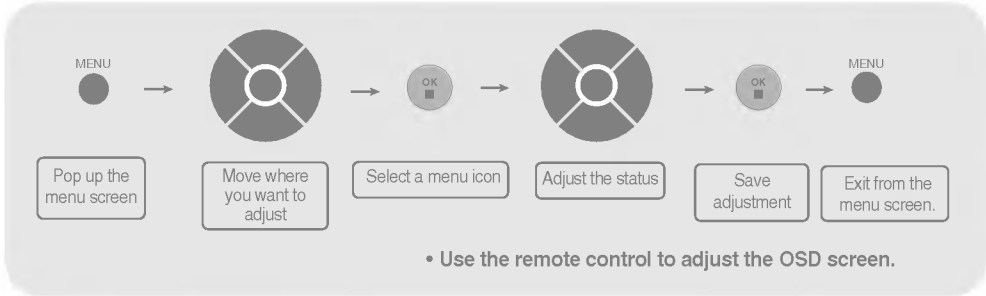 MENU
OK
OK
MENU
Pop up the
menu screen
Move where
you want to
adjust
Select a menu icon
Adjust the status
Save
adjustment
Exit from the
menu screen.
• Use the remote control to adjust the OSD screen.